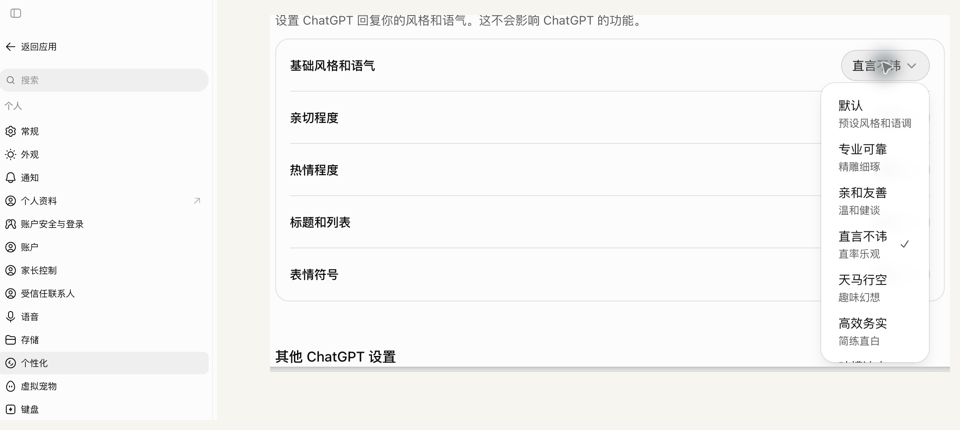 返回应用
搜索
个人
常规
外观
通知
个人资料
账户安全与登录
账户
家长控制
受信任联系人
语音
存储
个性化
虚拟宠物
键盘
设置 ChatGPT 回复你的风格和语气。这不会影响 ChatGPT 的功能。
基础风格和语气
直言不讳
亲切程度
热情程度
标题和列表
表情符号
默认
预设风格和语调
专业可靠
精雕细琢
亲和友善
温和健谈
直言不讳
直率乐观
天马行空
趣味幻想
高效务实
简练直白
其他 ChatGPT 设置